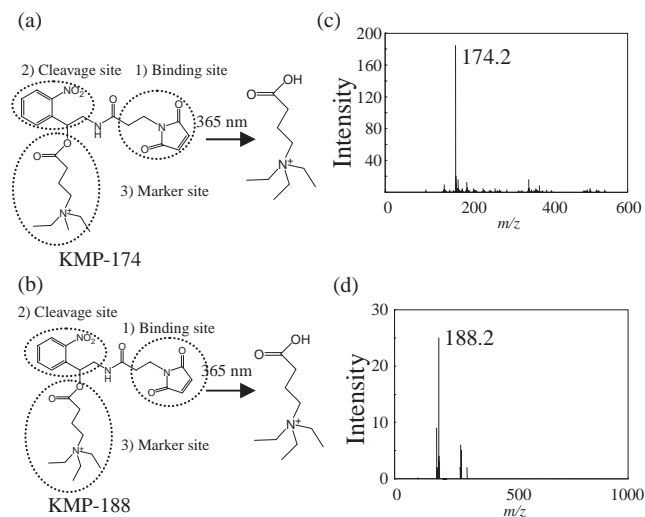 (a)
2) Cleavage site
1) Binding site
NO2
O
O
N
H
N
O
O
O
O
N+
3) Marker site
KMP-174
365 nm
O
OH
N+
(c)
Intensity
200
160
120
80
40
174.2
0
200
400
600
m/z
(b)
2) Cleavage site
1) Binding site
NO2
O
O
N
H
N
O
O
O
O
N+
3) Marker site
KMP-188
365 nm
O
OH
N+
(d)
Intensity
30
20
10
0
188.2
0
500
1000
m/z